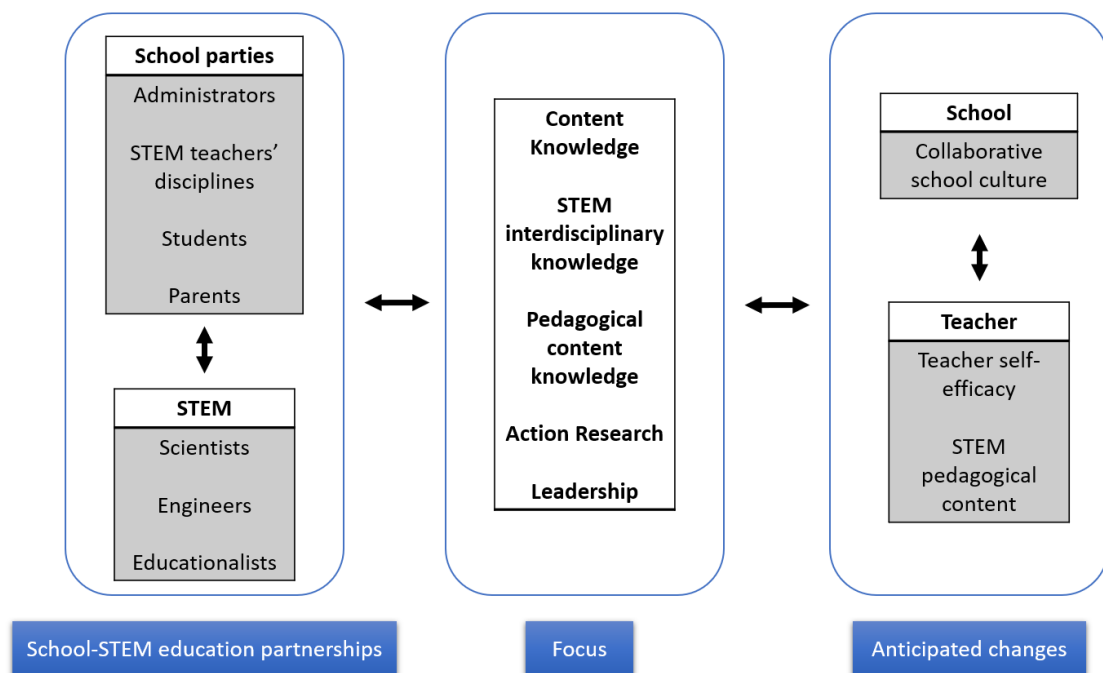 School parties
Administrators
STEM teachers’
disciplines
Students
Parents
STEM
Scientists
Engineers
Educationalists
School-STEM education partnerships
Content
Knowledge
STEM
interdisciplinary
knowledge
Pedagogical
content
knowledge
Action Research
Leadership
Focus
School
Collaborative
school culture
Teacher
Teacher self-
efficacy
STEM
pedagogical
content
Anticipated changes